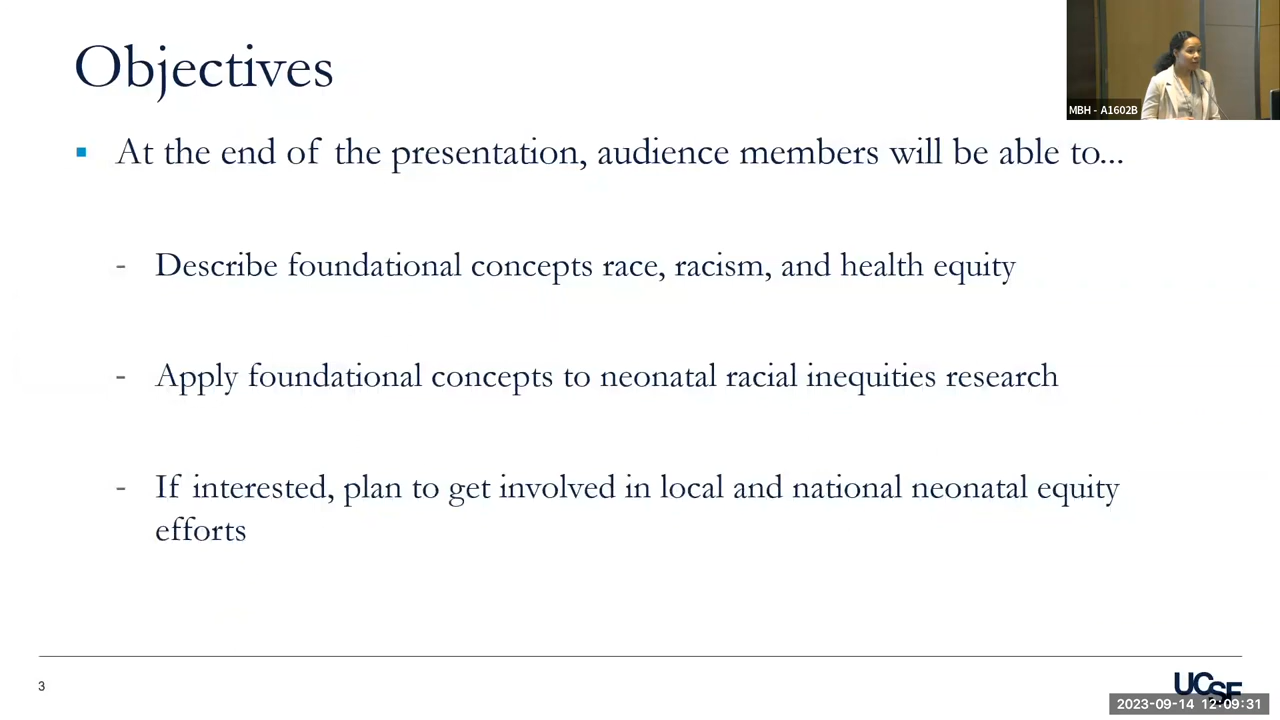 Objectives
MBH - A1602B
▪ At the end of the presentation, audience members will be able to...
- Describe foundational concepts race, racism, and health equity
- Apply foundational concepts to neonatal racial inequities research
- If interested, plan to get involved in local and national neonatal equity
efforts
3
UCSF
2023-09-14 12:09:31